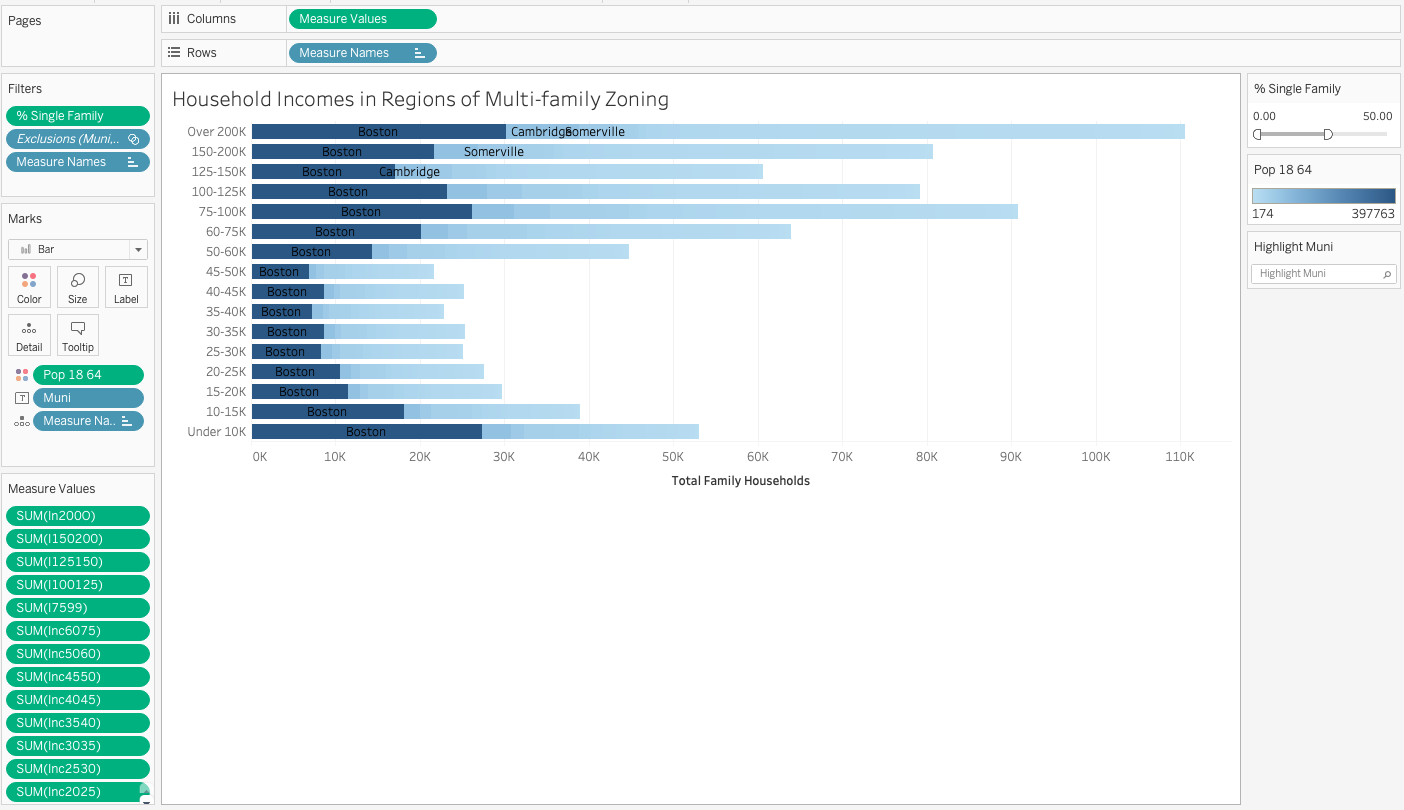 Pages
Columns
Measure Values
Rows
Measure Names
Filters
% Single Family
Exclusions (Muni,..
Measure Names
Marks
Bar
Color
Size
Label
Detail
Tooltip
Pop 18 64
Muni
Measure Na..
Measure Values
SUM(In200O)
SUM(I150200)
SUM(I125150)
SUM(I100125)
SUM(I7599)
SUM(Inc6075)
SUM(Inc5060)
SUM(Inc4550)
SUM(Inc4045)
SUM(Inc3540)
SUM(Inc3035)
SUM(Inc2530)
SUM(Inc2025)
Household Incomes in Regions of Multi-family Zoning
Over 200K Boston Cambridge Somerville
150-200K Boston Somerville
125-150K Boston Cambridge
100-125K Boston
75-100K Boston
60-75K Boston
50-60K Boston
45-50K Boston
40-45K Boston
35-40K Boston
30-35K Boston
25-30K Boston
20-25K Boston
15-20K Boston
10-15K Boston
Under 10K Boston
0K 10K 20K 30K 40K 50K 60K 70K 80K 90K 100K 110K
Total Family Households
% Single Family
0.00 50.00
Pop 18 64
174 397763
Highlight Muni
Highlight Muni